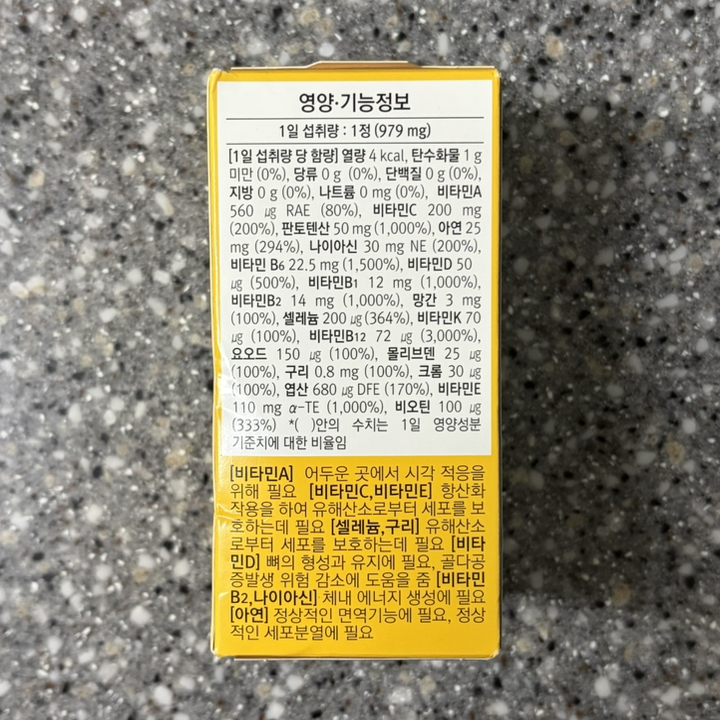 영양·기능정보
1일 섭취량 : 1정 (979 mg)
[1일 섭취량 당 함량] 열량 4 kcal, 탄수화물 1 g
미만 (0%), 당류 0 g (0%), 단백질 0 g (0%),
지방 0 g (0%), 나트륨 0 mg (0%), 비타민A
560 ㎍ RAE (80%), 비타민C 200 mg
(200%), 판토텐산 50 mg (1,000%), 아연 25
mg (294%), 나이아신 30 mg NE (200%),
비타민 B6 22.5 mg (1,500%), 비타민D 50
㎍ (500%), 비타민B1 12 mg (1,000%),
비타민B2 14 mg (1,000%), 망간 3 mg
(100%), 셀레늄 200 ㎍ (364%), 비타민K 70
㎍ (100%), 비타민B12 72 ㎍ (3,000%),
요오드 150 ㎍ (100%), 몰리브덴 25 ㎍
(100%), 구리 0.8 mg (100%), 크롬 30 ㎍
(100%), 엽산 680 ㎍ DFE (170%), 비타민E
110 mg α-TE (1,000%), 비오틴 100 ㎍
(333%) *( )안의 수치는 1일 영양성분
기준치에 대한 비율임
[비타민A] 어두운 곳에서 시각 적응을
위해 필요 [비타민C,비타민E] 항산화
작용을 하여 유해산소로부터 세포를 보
호하는데 필요 [셀레늄,구리] 유해산소
로부터 세포를 보호하는데 필요 [비타
민D] 뼈의 형성과 유지에 필요, 골다공
증발생 위험 감소에 도움을 줌 [비타민
B2,나이아신] 체내 에너지 생성에 필요
[아연] 정상적인 면역기능에 필요, 정상
적인 세포분열에 필요